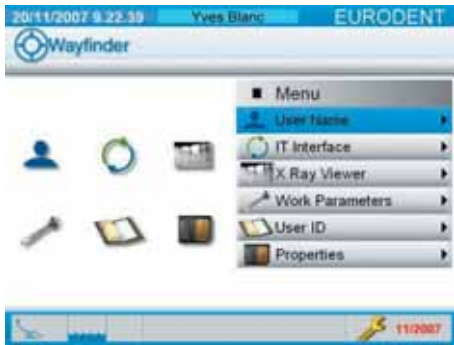 20/11/2007 9.22.39 Yves Blanc EURODENT
Wayfinder
Menu
User Name
IT Interface
X Ray Viewer
Work Parameters
User ID
Properties
11/2007